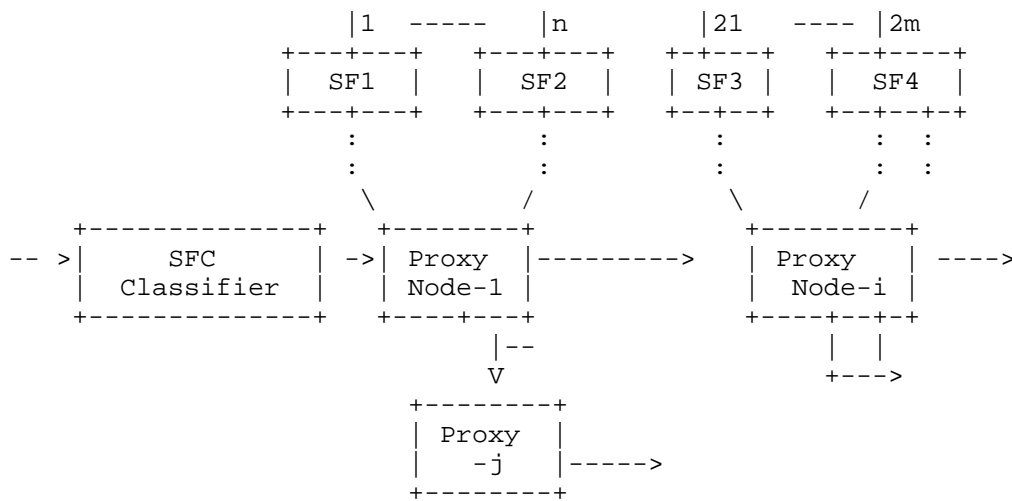 |1 ----- |n |21 ---- |2m
+---+---+ +---+---+ +-+---+ +--+----+
| SF1 | | SF2 | |SF3 | | SF4 |
+---+---+ +---+---+ +--+--+ +--+--+-+
: : : : :
: : : : :
\ / \ /
+--------------+ +--------+ +---------+
-- >| SFC | ->| Proxy |---------> | Proxy | ---->
| Classifier | | Node-1 | | Node-i |
+--------------+ +----+---+ +----+--+-+
|-- | |
V +--->
+--------+
| Proxy |
| -j |----->
+--------+